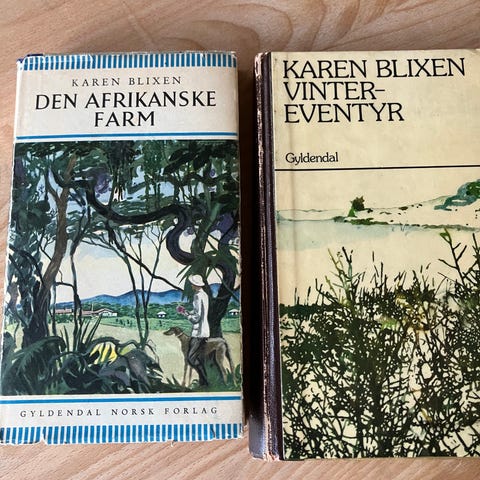 KAREN BLIXEN
DEN AFRIKANSKE
FARM
GYLDENDAL NORSK FORLAG
KAREN BLIXEN
VINTER-
EVENTYR
Gyldendal